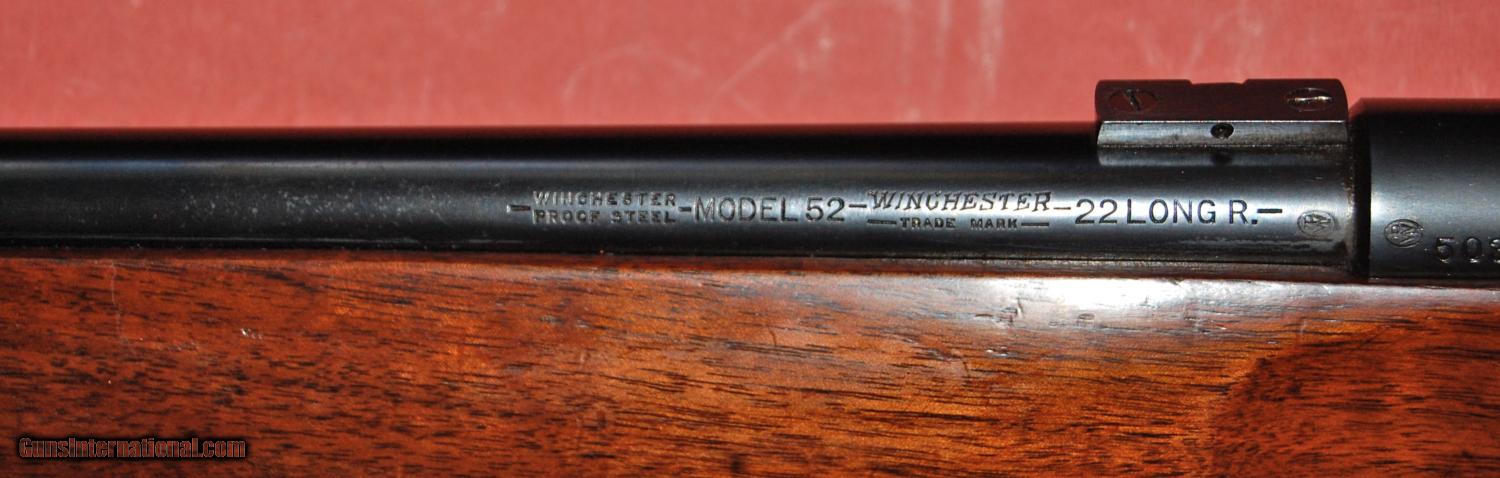 WINCHESTER
PROOF STEEL
-MODEL 52-
WINCHESTER
TRADE MARK
-22 LONG R.-
GunsInternational.com